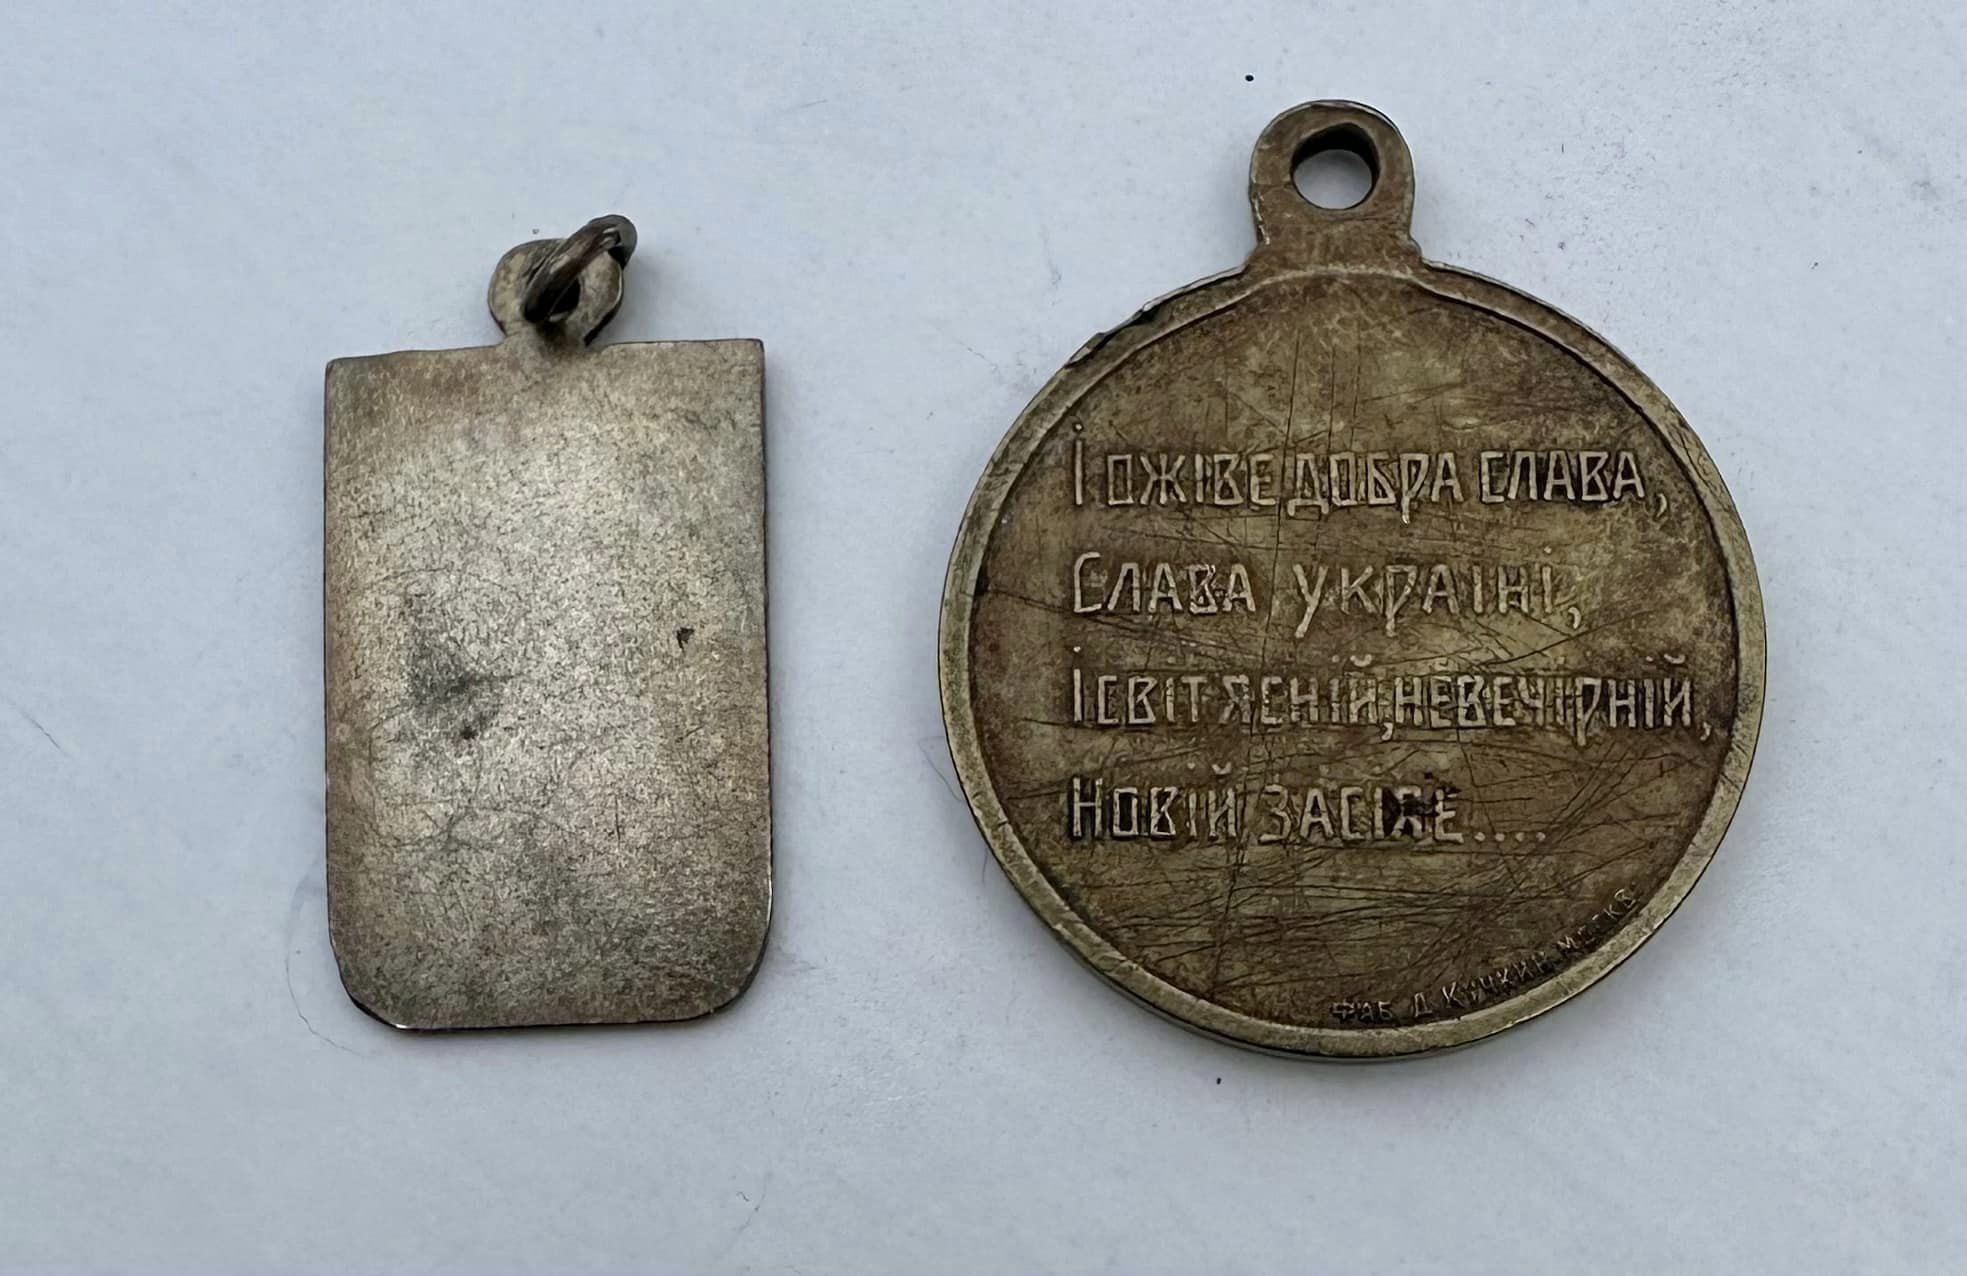 І ОЖІВЕ ДОБРА СЛАВА,
СЛАВА УКРАІНІ,
І СВІТ ЯСНІЙ, НЕВЕЧІРНІЙ,
НОВІЙ ЗАСІЯЕ....
ФАБ Д. КУЧКИН МОСКВ